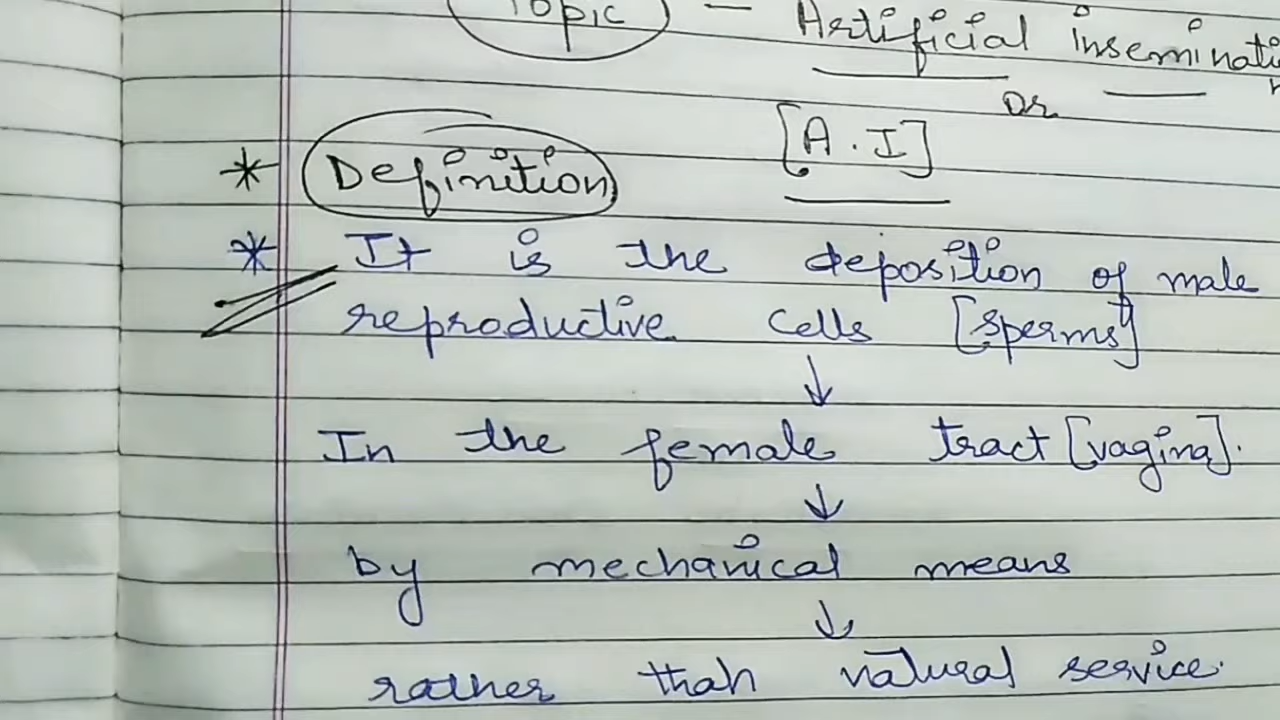 Topic — Artificial Inseminati
n
or
[A.I]
* Definition
* It is the deposition of male
reproductive cells [sperms]
↓
In the female tract [vagina].
↓
by mechanical means
↓
rather than natural service.